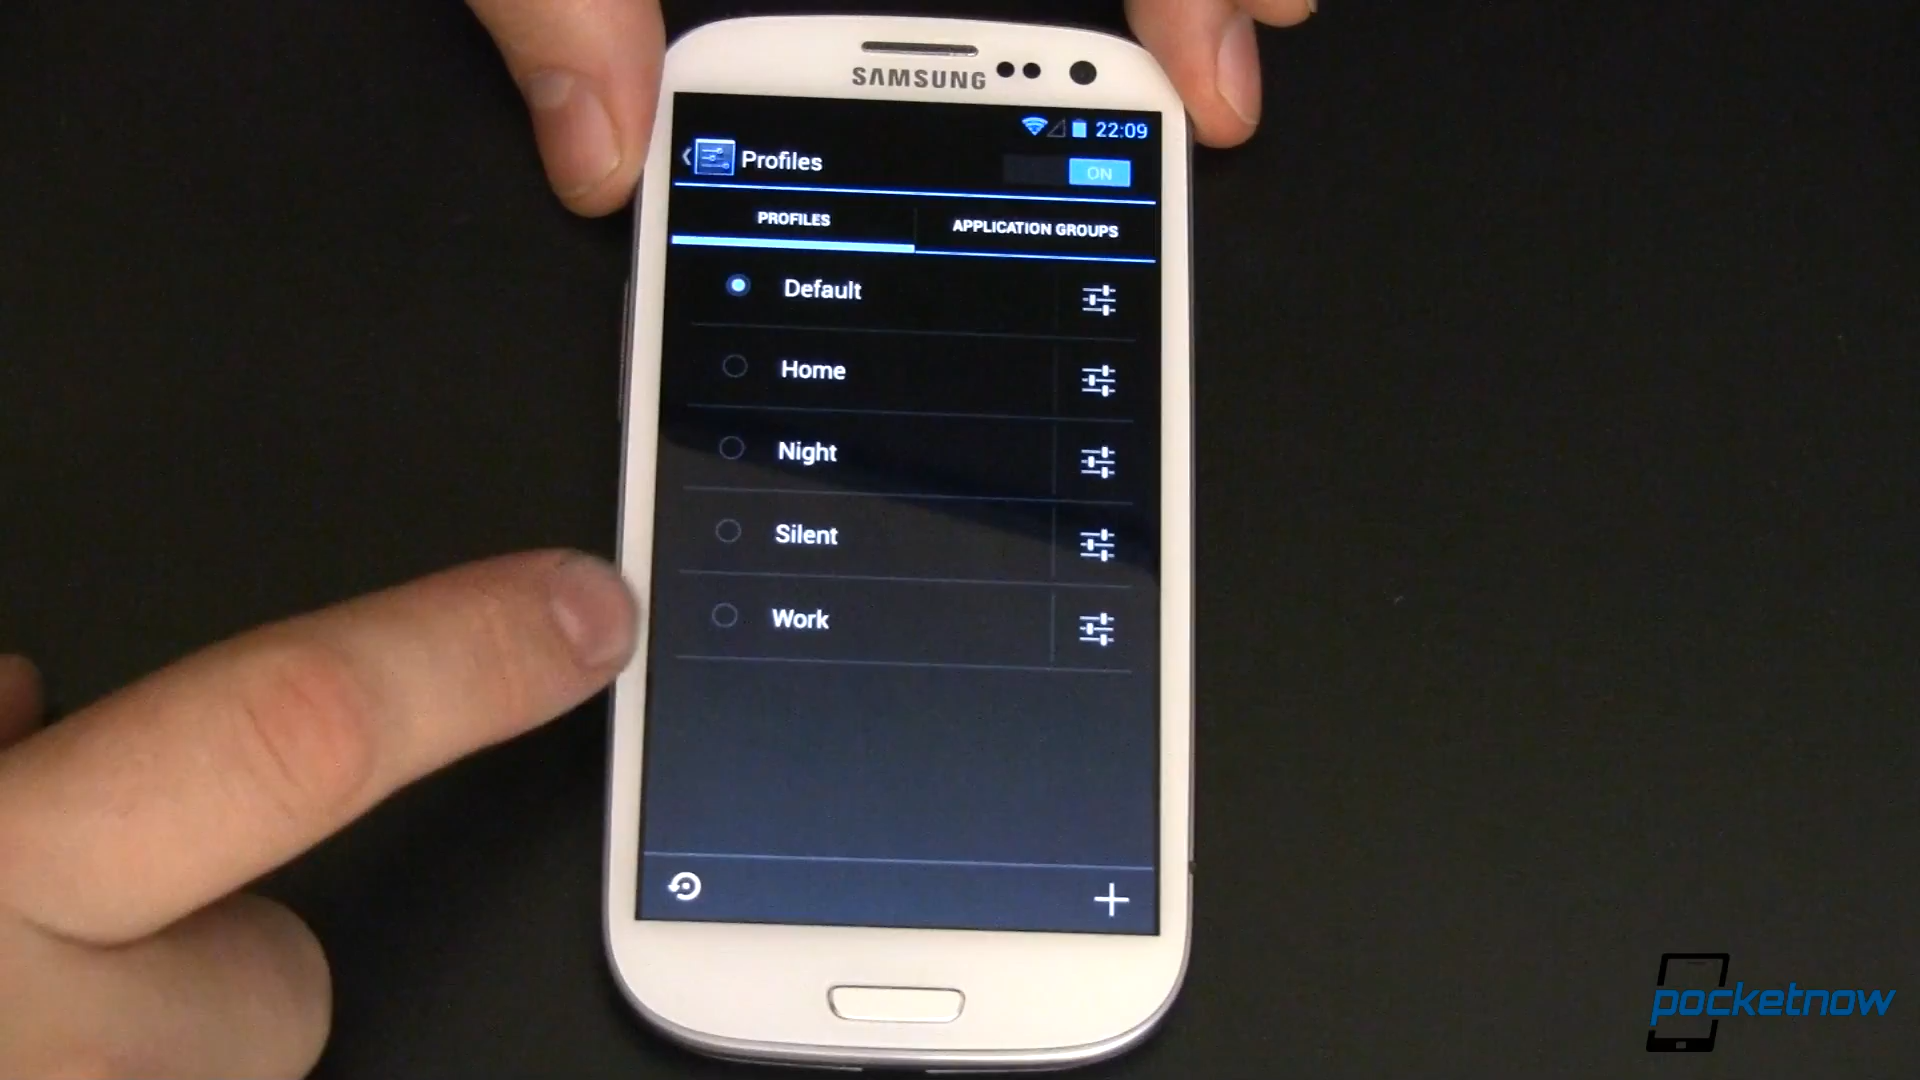 SAMSUNG
22:09
Profiles
ON
PROFILES
APPLICATION GROUPS
Default
Home
Night
Silent
Work
pocketnow